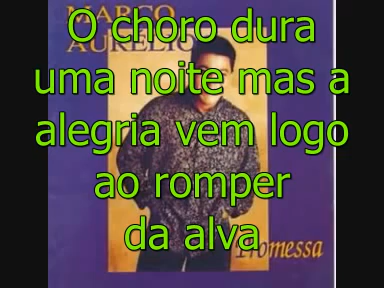 MARCO
AURELIO
O choro dura
uma noite mas a
alegria vem logo
ao romper
da alva
Promessa